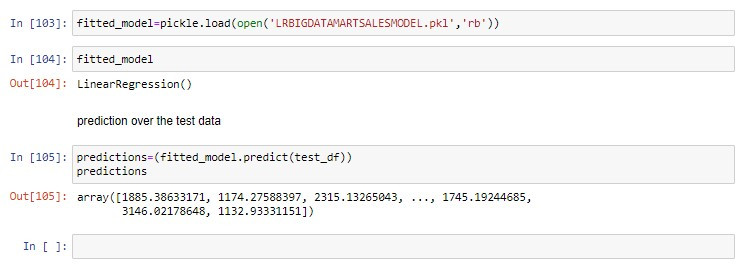 In [103]: fitted_model=pickle.load(open('LRBIGDATAMARTSALESMODEL.pkl','rb'))
In [104]: fitted_model
Out[104]: LinearRegression()
prediction over the test data
In [105]: predictions=(fitted_model.predict(test_df))
predictions
Out[105]: array([1885.38633171, 1174.27588397, 2315.13265043, ..., 1745.19244685,
3146.02178648, 1132.93331151])
In [ ]: